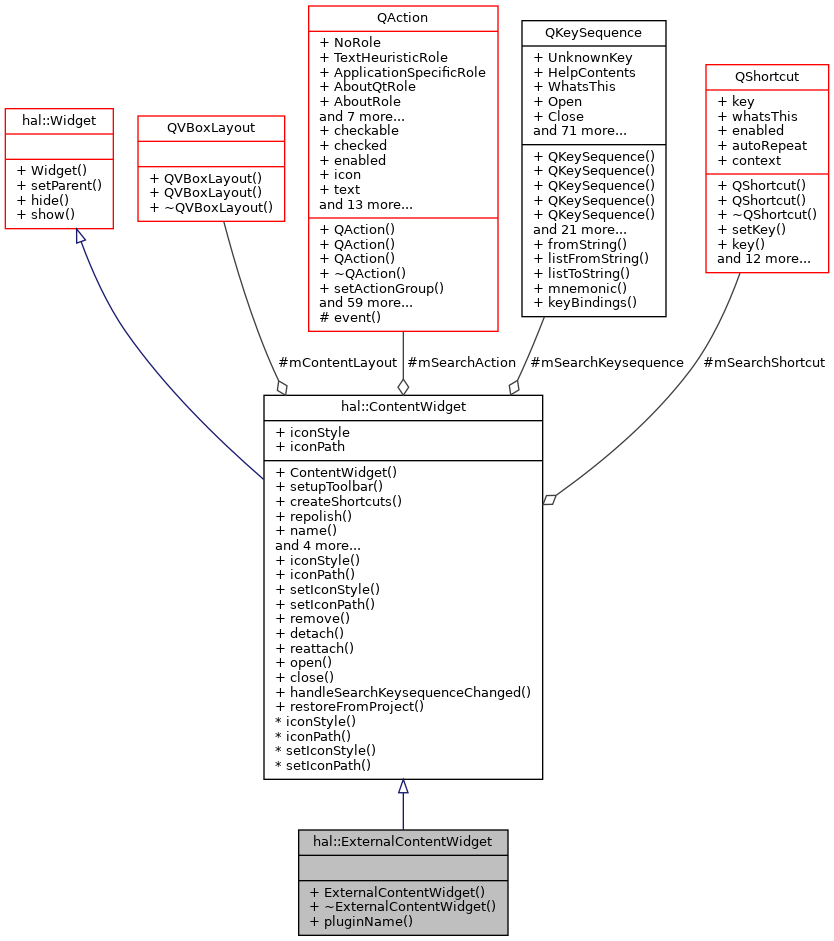 hal::Widget
+ Widget()
+ setParent()
+ hide()
+ show()
QVBoxLayout
+ QVBoxLayout()
+ QVBoxLayout()
+ ~QVBoxLayout()
QAction
+ NoRole
+ TextHeuristicRole
+ ApplicationSpecificRole
+ AboutQtRole
+ AboutRole
and 7 more...
+ checkable
+ checked
+ enabled
+ icon
+ text
and 13 more...
+ QAction()
+ QAction()
+ QAction()
+ ~QAction()
+ setActionGroup()
and 59 more...
# event()
QKeySequence
+ UnknownKey
+ HelpContents
+ WhatsThis
+ Open
+ Close
and 71 more...
+ QKeySequence()
+ QKeySequence()
+ QKeySequence()
+ QKeySequence()
+ QKeySequence()
and 21 more...
+ fromString()
+ listFromString()
+ listToString()
+ mnemonic()
+ keyBindings()
QShortcut
+ key
+ whatsThis
+ enabled
+ autoRepeat
+ context
+ QShortcut()
+ QShortcut()
+ ~QShortcut()
+ setKey()
+ key()
and 12 more...
#mContentLayout
#mSearchAction
#mSearchKeysequence
#mSearchShortcut
hal::ContentWidget
+ iconStyle
+ iconPath
+ ContentWidget()
+ setupToolbar()
+ createShortcuts()
+ repolish()
+ name()
and 4 more...
+ iconStyle()
+ iconPath()
+ setIconStyle()
+ setIconPath()
+ remove()
+ detach()
+ reattach()
+ open()
+ close()
+ handleSearchKeysequenceChanged()
+ restoreFromProject()
* iconStyle()
* iconPath()
* setIconStyle()
* setIconPath()
hal::ExternalContentWidget
+ ExternalContentWidget()
+ ~ExternalContentWidget()
+ pluginName()